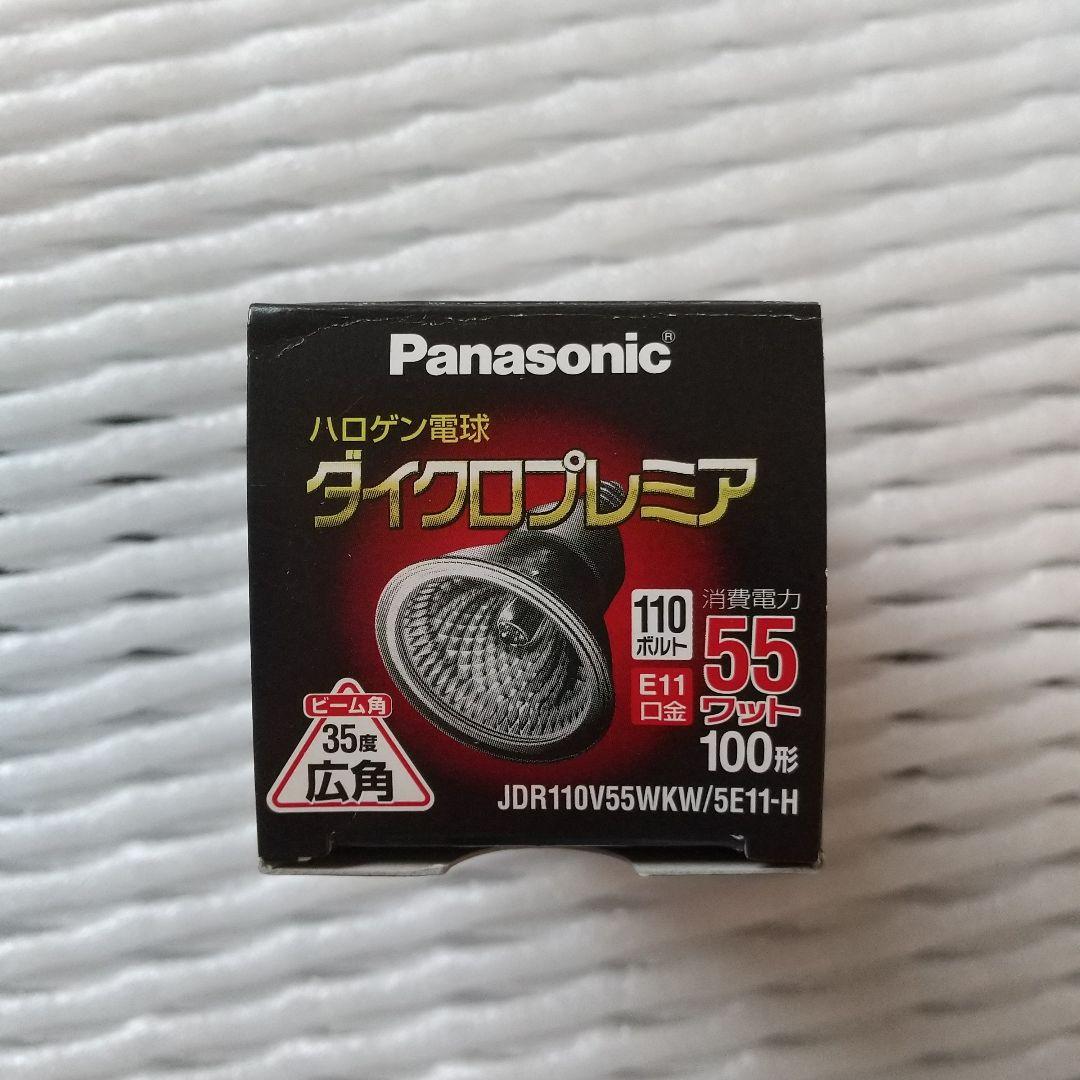 Panasonic®
ハロゲン電球
ダイクロプレミア
110
ボルト
E11
口金
消費電力
55
ワット
100形
ビーム角
35度
広角
JDR110V55WKW/5E11-H